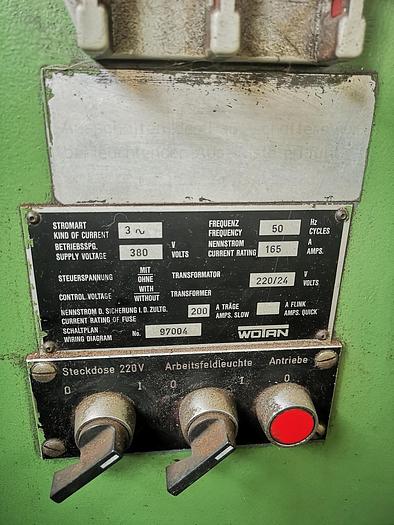 STROMART 3∿ FREQUENZ 50 Hz
KIND OF CURRENT FREQUENCY CYCLES
BETRIEBSSPG. 380 V NENNSTROM 165 A
SUPPLY VOLTAGE VOLTS CURRENT RATING AMPS.
MIT
STEUERSPANNUNG OHNE TRANSFORMATOR 220/24 V
CONTROL VOLTAGE WITH TRANSFORMER VOLTS
WITHOUT
NENNSTROM D. SICHERUNG I.D. ZULTG. 200 A TRÄGE A FLINK
CURRENT RATING OF FUSE AMPS. SLOW AMPS. QUICK
SCHALTPLAN No. 97004 WOTAN
WIRING DIAGRAM
Steckdose 220V Arbeitsfeldleuchte Antriebe
0 1 0 1 0